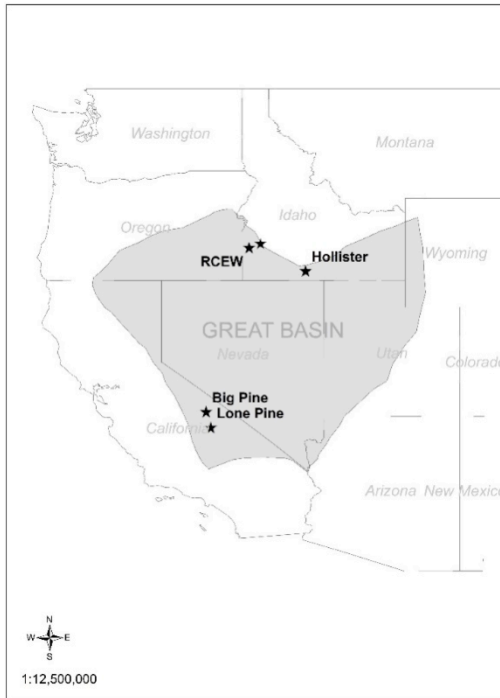 Washington
Montana
Oregon
Idaho
RCEW
Hollister
Wyoming
GREAT BASIN
Nevada
Utah
Colorado
Big Pine
Lone Pine
California
Arizona
New Mexico
N
W
E
S
1:12,500,000